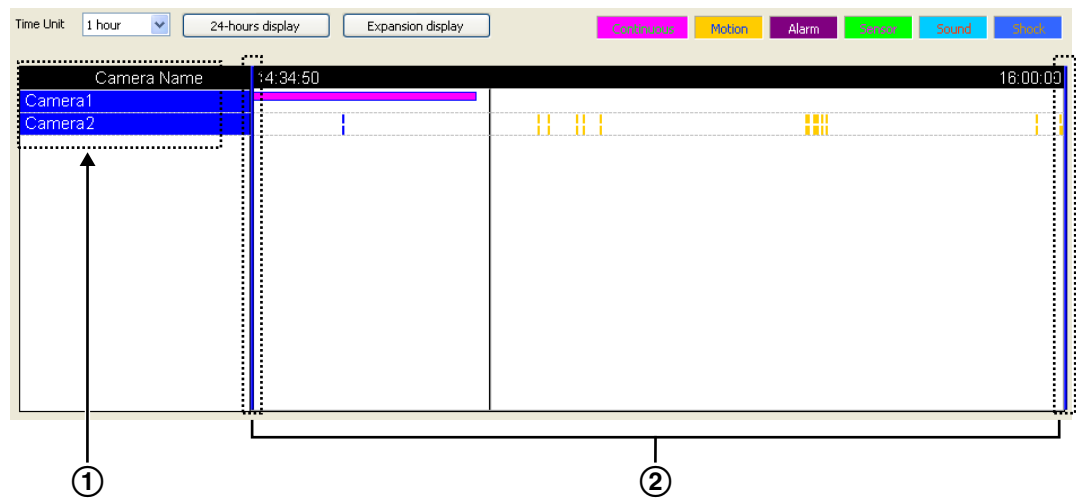 Time Unit 1 hour 24-hours display Expansion display Continuous Motion Alarm Sensor Sound Shock
Camera Name 14:34:50 16:00:00
Camera1
Camera2
① ②